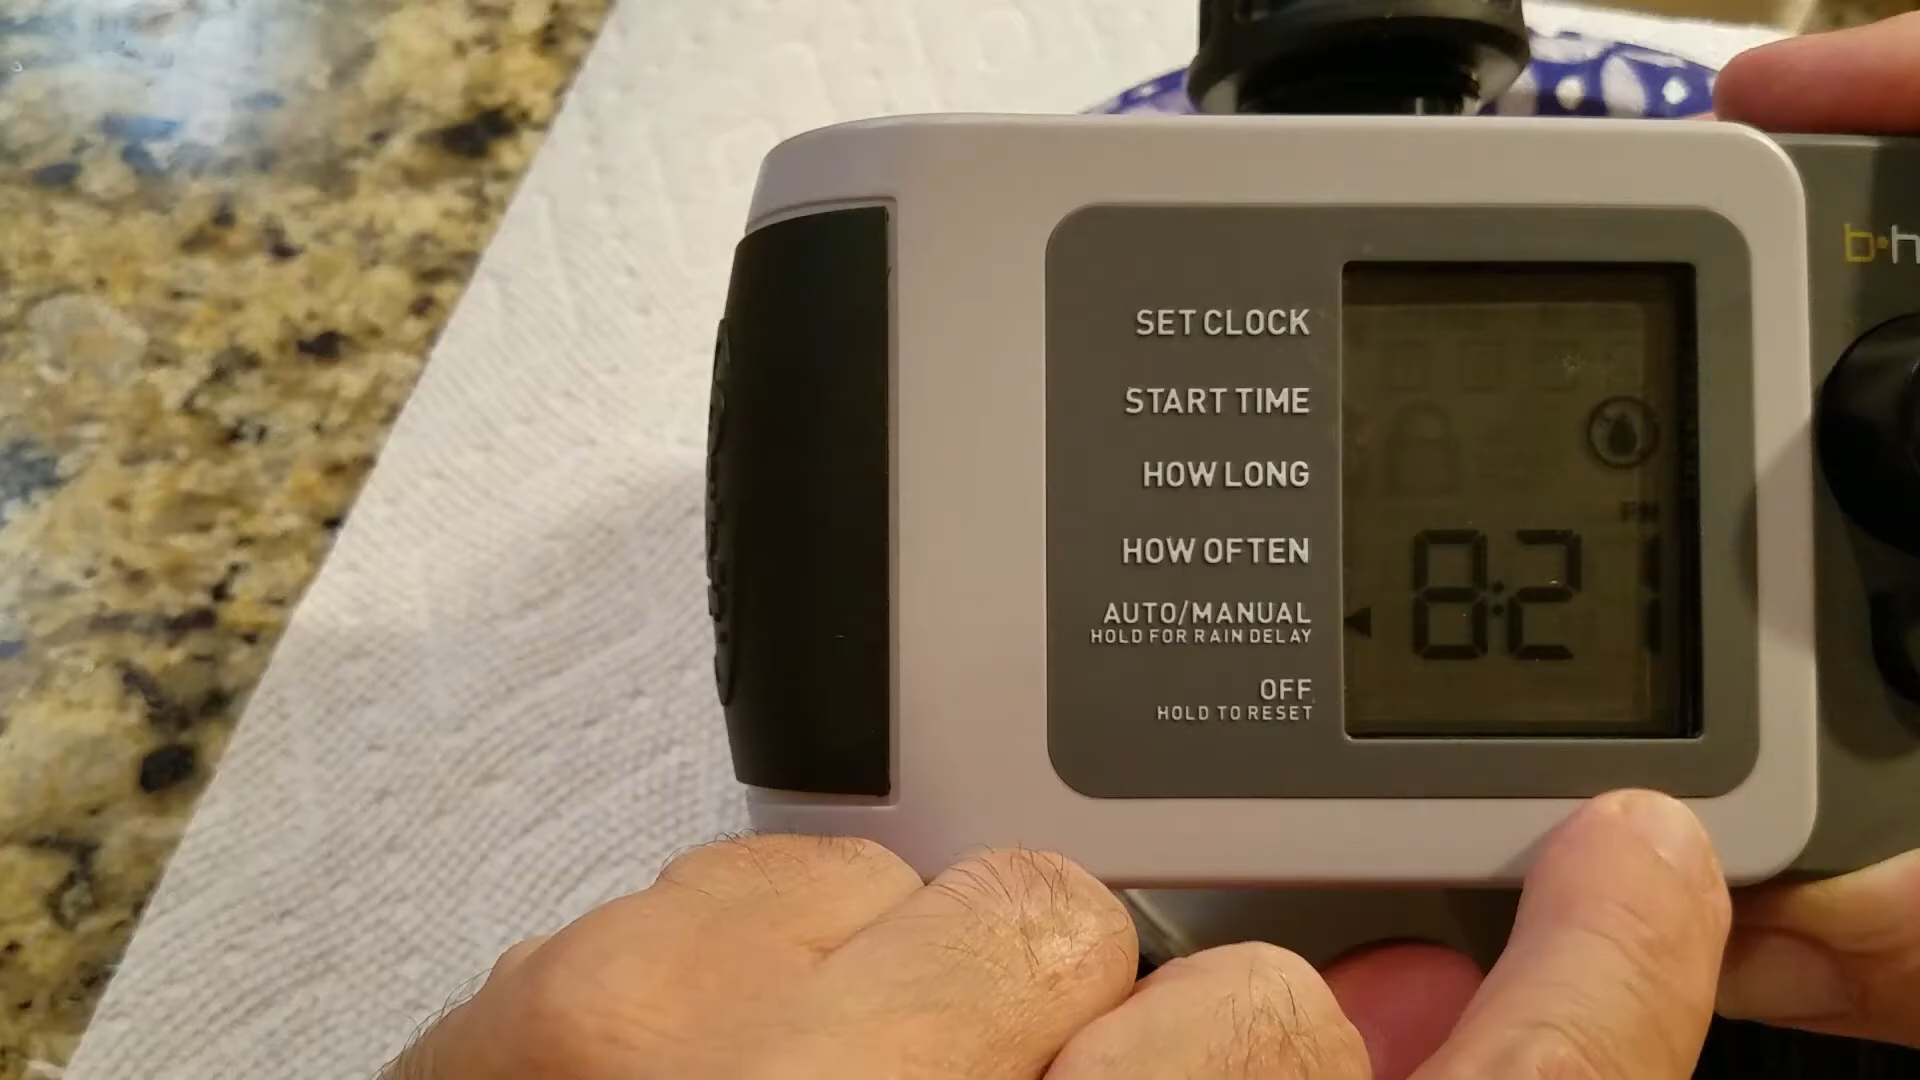 b·h
SET CLOCK
START TIME
HOW LONG
HOW OFTEN
AUTO/MANUAL
HOLD FOR RAIN DELAY
OFF
HOLD TO RESET
PM
8:21